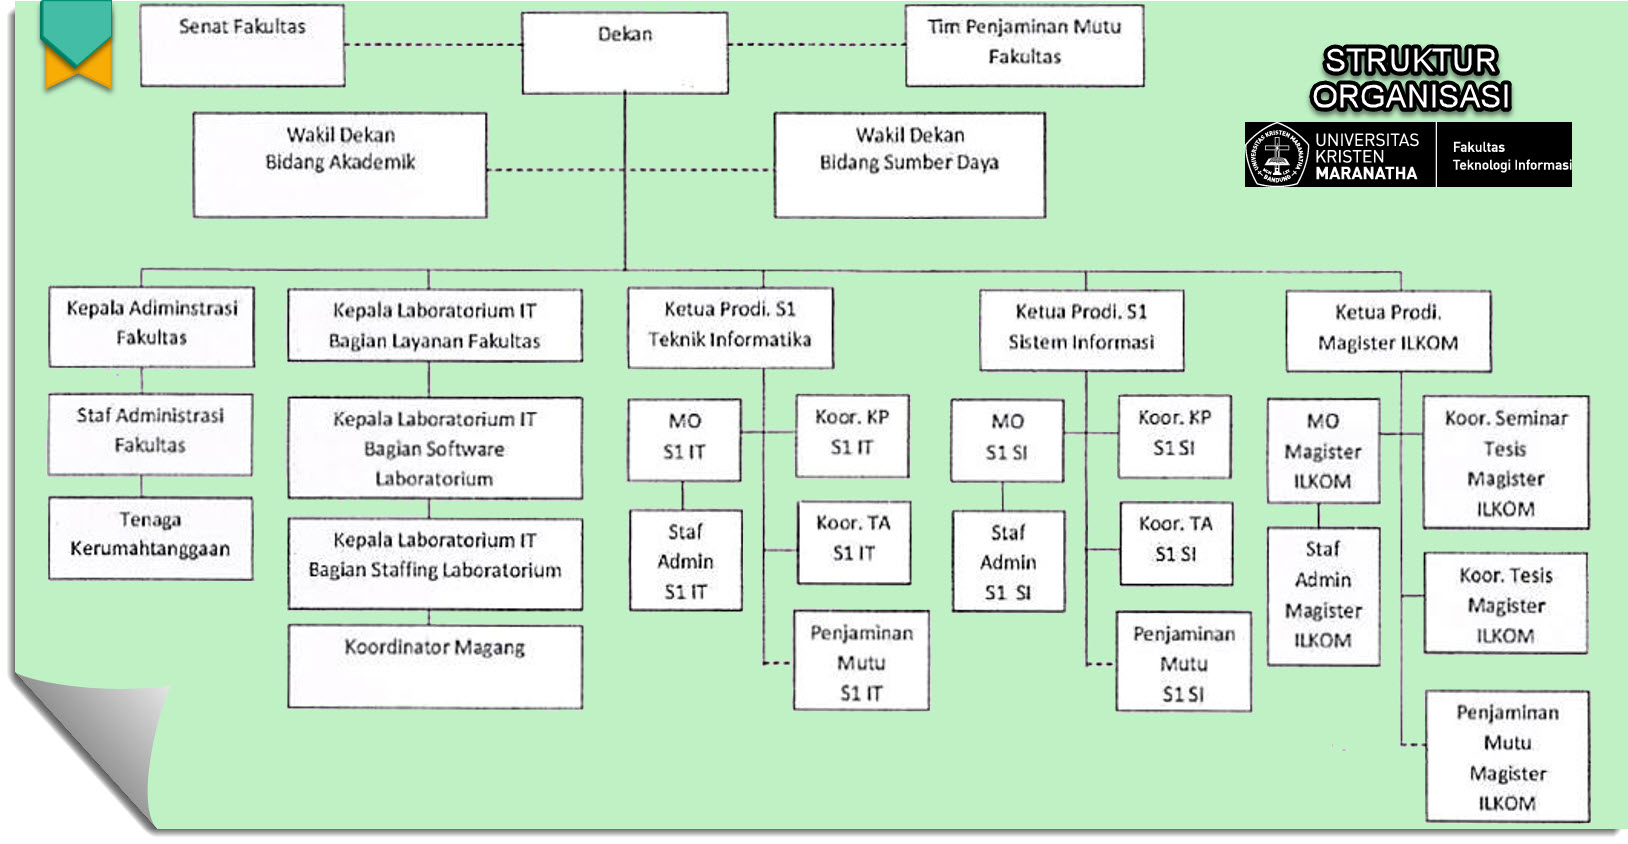 Senat Fakultas
Dekan
Tim Penjaminan Mutu
Fakultas
STRUKTUR
ORGANISASI
UNIVERSITAS
KRISTEN
MARANATHA
Fakultas
Teknologi Informasi
UNIVERSITAS KRISTEN MARANATHA
BANDUNG
Wakil Dekan
Bidang Akademik
Wakil Dekan
Bidang Sumber Daya
Kepala Adiminstrasi
Fakultas
Staf Administrasi
Fakultas
Tenaga
Kerumahtanggaan
Kepala Laboratorium IT
Bagian Layanan Fakultas
Kepala Laboratorium IT
Bagian Software
Laboratorium
Kepala Laboratorium IT
Bagian Staffing Laboratorium
Koordinator Magang
Ketua Prodi. S1
Teknik Informatika
MO
S1 IT
Koor. KP
S1 IT
Staf
Admin
S1 IT
Koor. TA
S1 IT
Penjaminan
Mutu
S1 IT
Ketua Prodi. S1
Sistem Informasi
MO
S1 SI
Koor. KP
S1 SI
Staf
Admin
S1 SI
Koor. TA
S1 SI
Penjaminan
Mutu
S1 SI
Ketua Prodi.
Magister ILKOM
MO
Magister
ILKOM
Koor. Seminar
Tesis
Magister
ILKOM
Staf
Admin
Magister
ILKOM
Koor. Tesis
Magister
ILKOM
Penjaminan
Mutu
Magister
ILKOM